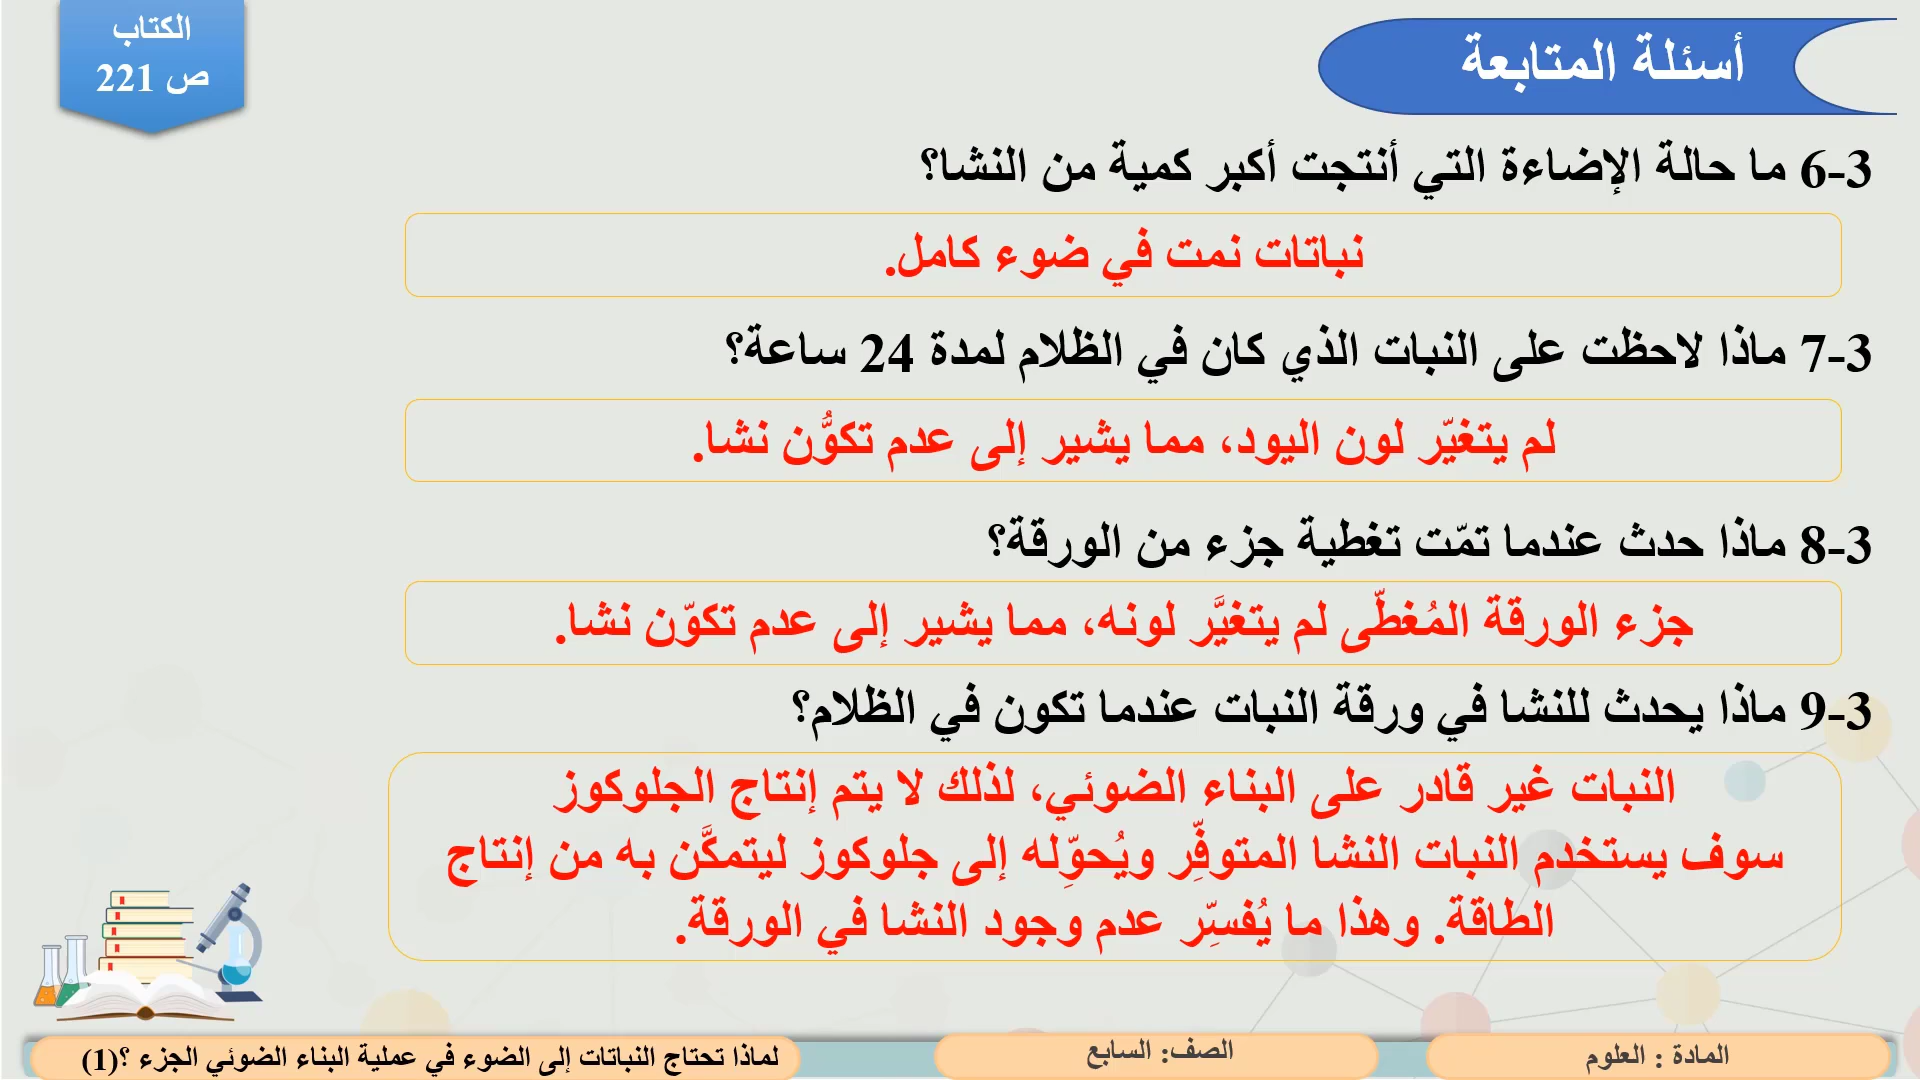 أسئلة المتابعة
الكتاب
ص 221
6-3 ما حالة الإضاءة التي أنتجت أكبر كمية من النشا؟
نباتات نمت في ضوء كامل.
7-3 ماذا لاحظت على النبات الذي كان في الظلام لمدة 24 ساعة؟
لم يتغيّر لون اليود، مما يشير إلى عدم تكوُّن نشا.
8-3 ماذا حدث عندما تمّت تغطية جزء من الورقة؟
جزء الورقة المُغطّى لم يتغيَّر لونه، مما يشير إلى عدم تكوّن نشا.
9-3 ماذا يحدث للنشا في ورقة النبات عندما تكون في الظلام؟
النبات غير قادر على البناء الضوئي، لذلك لا يتم إنتاج الجلوكوز
سوف يستخدم النبات النشا المتوفِّر ويُحوِّله إلى جلوكوز ليتمكَّن به من إنتاج
الطاقة. وهذا ما يُفسِّر عدم وجود النشا في الورقة.
المادة : العلوم
الصف: السابع
لماذا تحتاج النباتات إلى الضوء في عملية البناء الضوئي الجزء ؟(1)